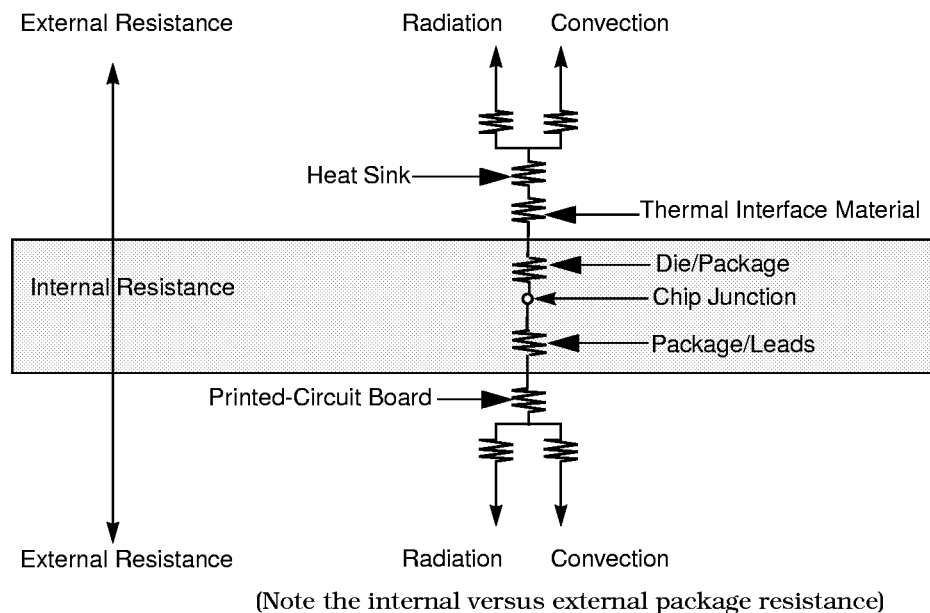 External Resistance
Radiation
Convection
Heat Sink
Thermal Interface Material
Internal Resistance
Die/Package
Chip Junction
Package/Leads
Printed-Circuit Board
External Resistance
Radiation
Convection
(Note the internal versus external package resistance)